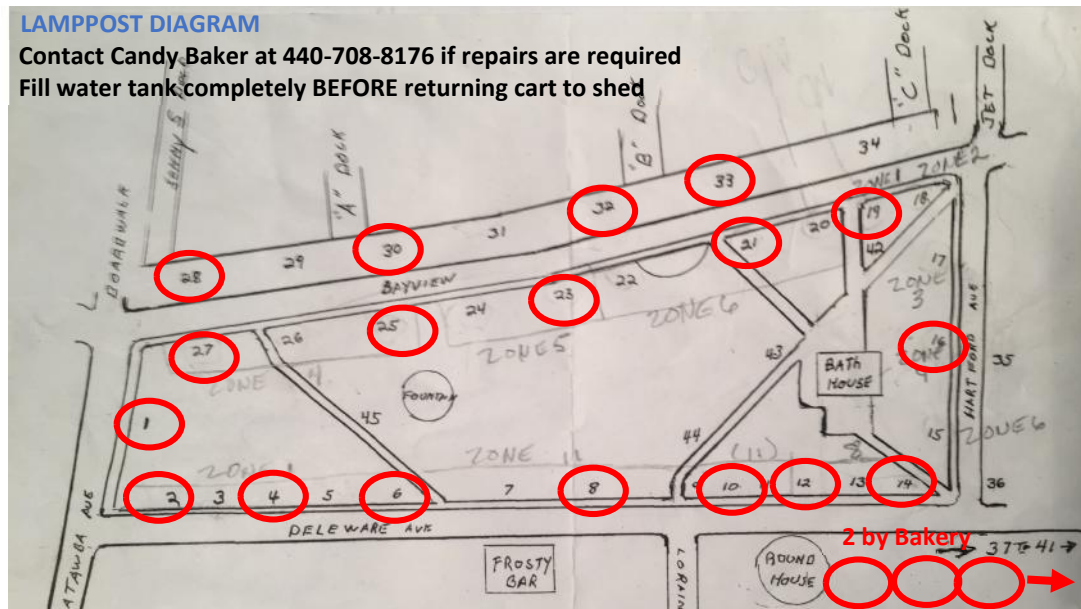 LAMPPOST DIAGRAM
Contact Candy Baker at 440-708-8176 if repairs are required
Fill water tank completely BEFORE returning cart to shed
"A" DOCK
"B" DOCK
"C" DOCK
JET DOCK
BOARDWALK
28
29
30
31
32
33
34
BAYVIEW
ZONE 1
ZONE 2
27
26
25
24
23
22
21
20
19
18
42
17
ZONE 4
ZONE 5
ZONE 6
ZONE
3
16
HARTFORD AVE
35
43
BATH
HOUSE
FOUNTAIN
1
45
44
15
ZONE 6
ZONE 1
ZONE 11
(11)
8
2
3
4
5
6
7
8
9
10
12
13
14
36
DELEWARE AVE
ATAWBA AVE
FROSTY
BAR
LORAIN
ROUND
HOUSE
2 by Bakery
37 TO 41